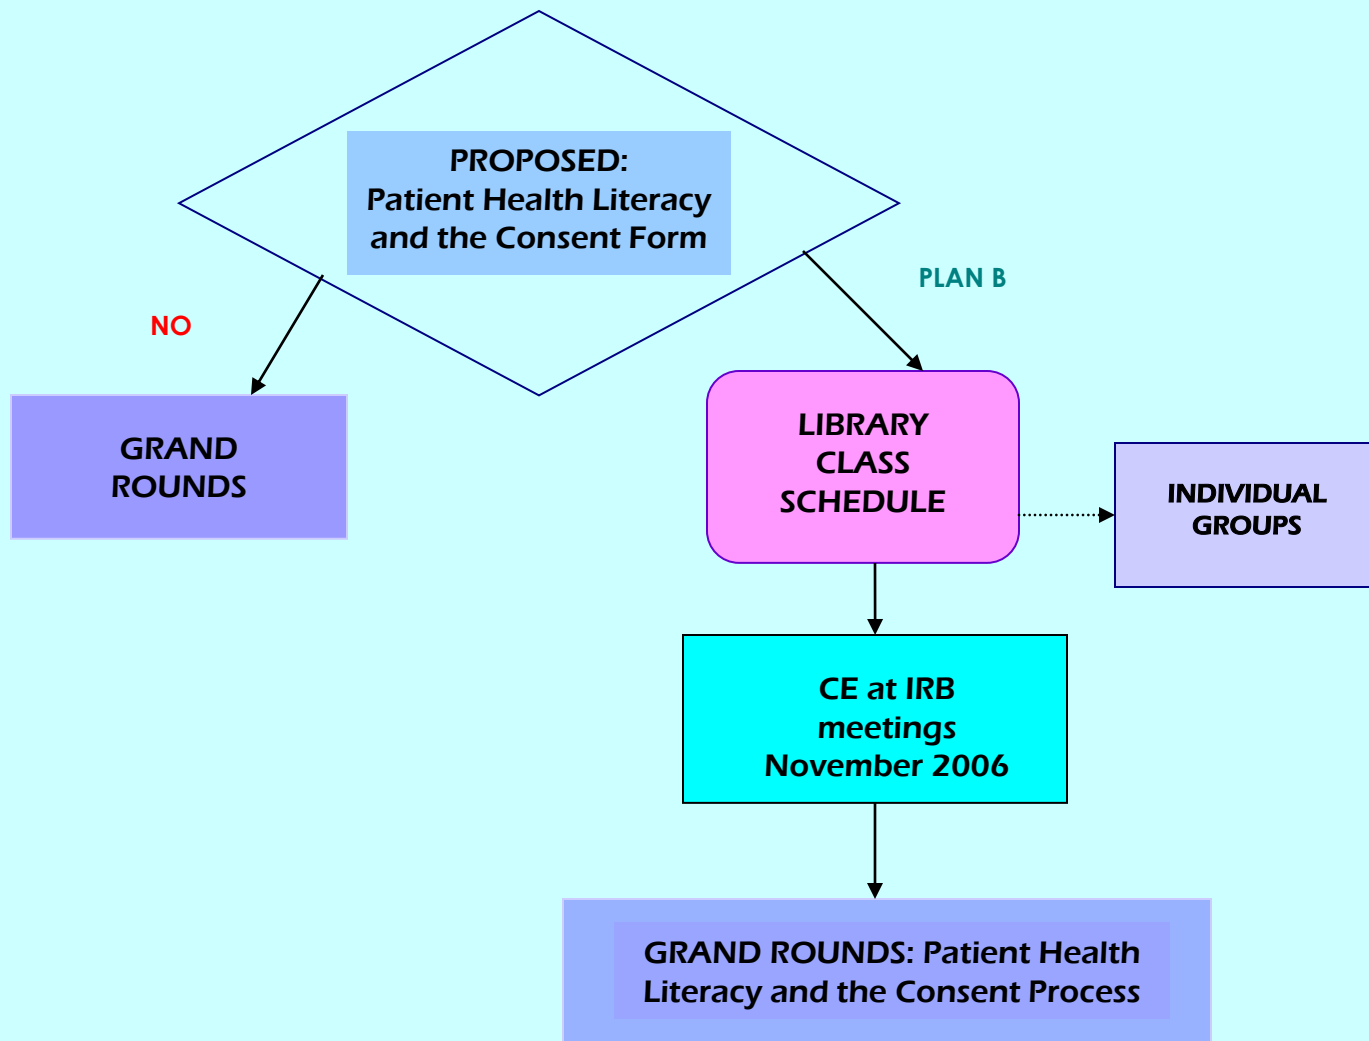 PROPOSED:
Patient Health Literacy
and the Consent Form
NO
PLAN B
GRAND
ROUNDS
LIBRARY
CLASS
SCHEDULE
INDIVIDUAL
GROUPS
CE at IRB
meetings
November 2006
GRAND ROUNDS: Patient Health
Literacy and the Consent Process